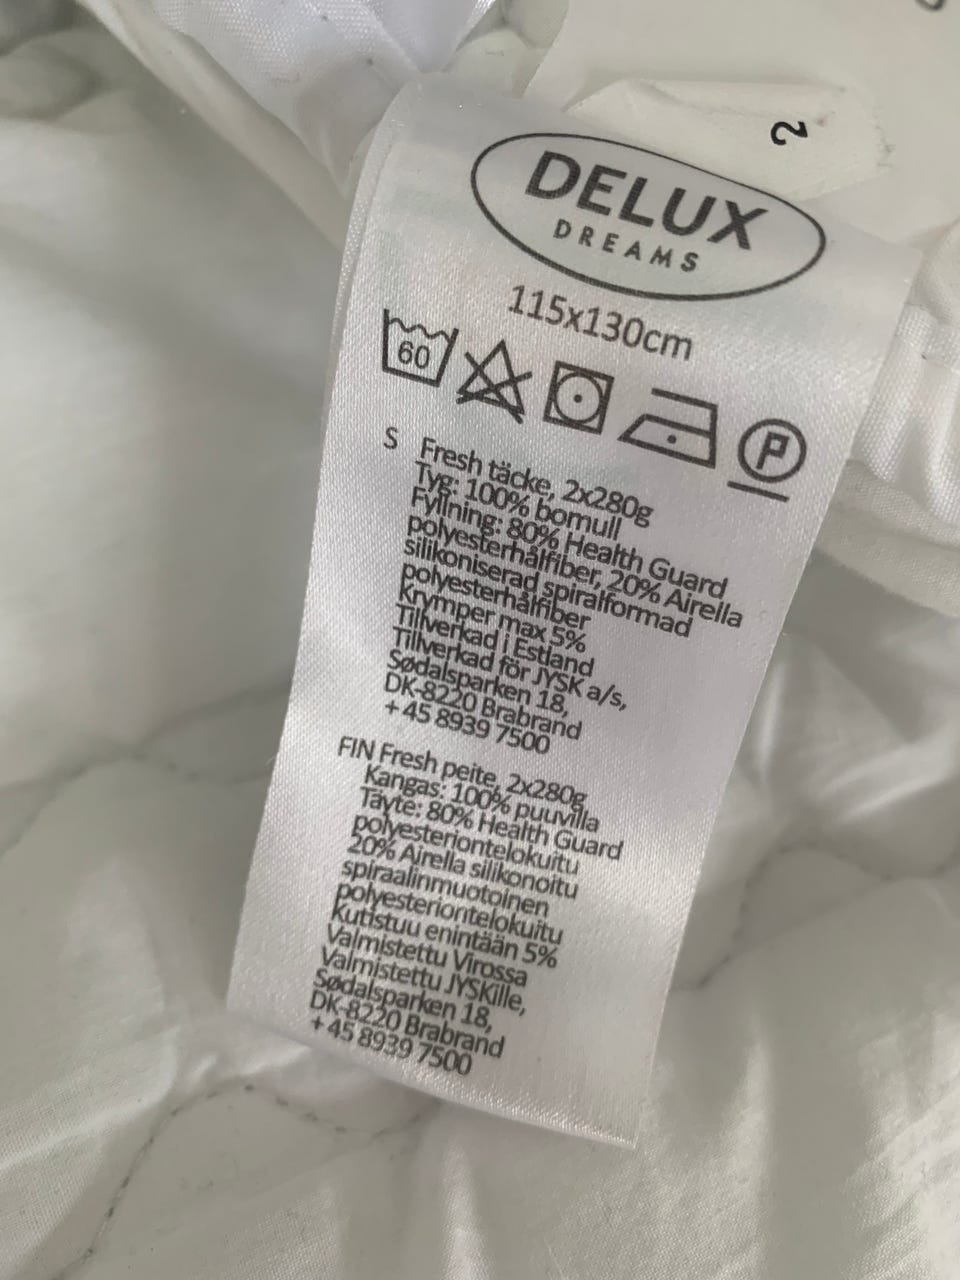 2
DELUX
DREAMS
115x130cm
60
P
S Fresh täcke, 2x280g
Tyg: 100% bomull
Fyllning: 80% Health Guard
polyesterhålfiber, 20% Airella
silikoniserad spiralformad
polyesterhålfiber
Krymper max 5%
Tillverkad i Estland
Tillverkad för JYSK a/s,
Sødalsparken 18,
DK-8220 Brabrand
+45 8939 7500
FIN Fresh peite, 2x280g
Kangas: 100% puuvilla
Täyte: 80% Health Guard
polyesteriontelokuitu
20% Airella silikonoitu
spiraalinmuotoinen
polyesteriontelokuitu
Kutistuu enintään 5%
Valmistettu Virossa
Valmistettu JYSKille,
Sødalsparken 18,
DK-8220 Brabrand
+45 8939 7500